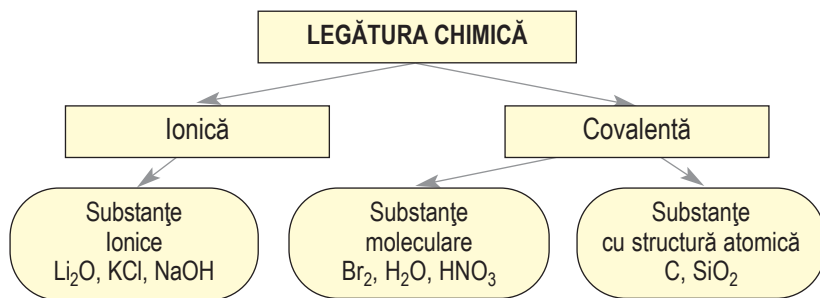 LEGĂTURA CHIMICĂ
Ionică
Covalentă
Substanţe
Ionice
Li₂O, KCl, NaOH
Substanţe
moleculare
Br₂, H₂O, HNO₃
Substanţe
cu structură atomică
C, SiO₂